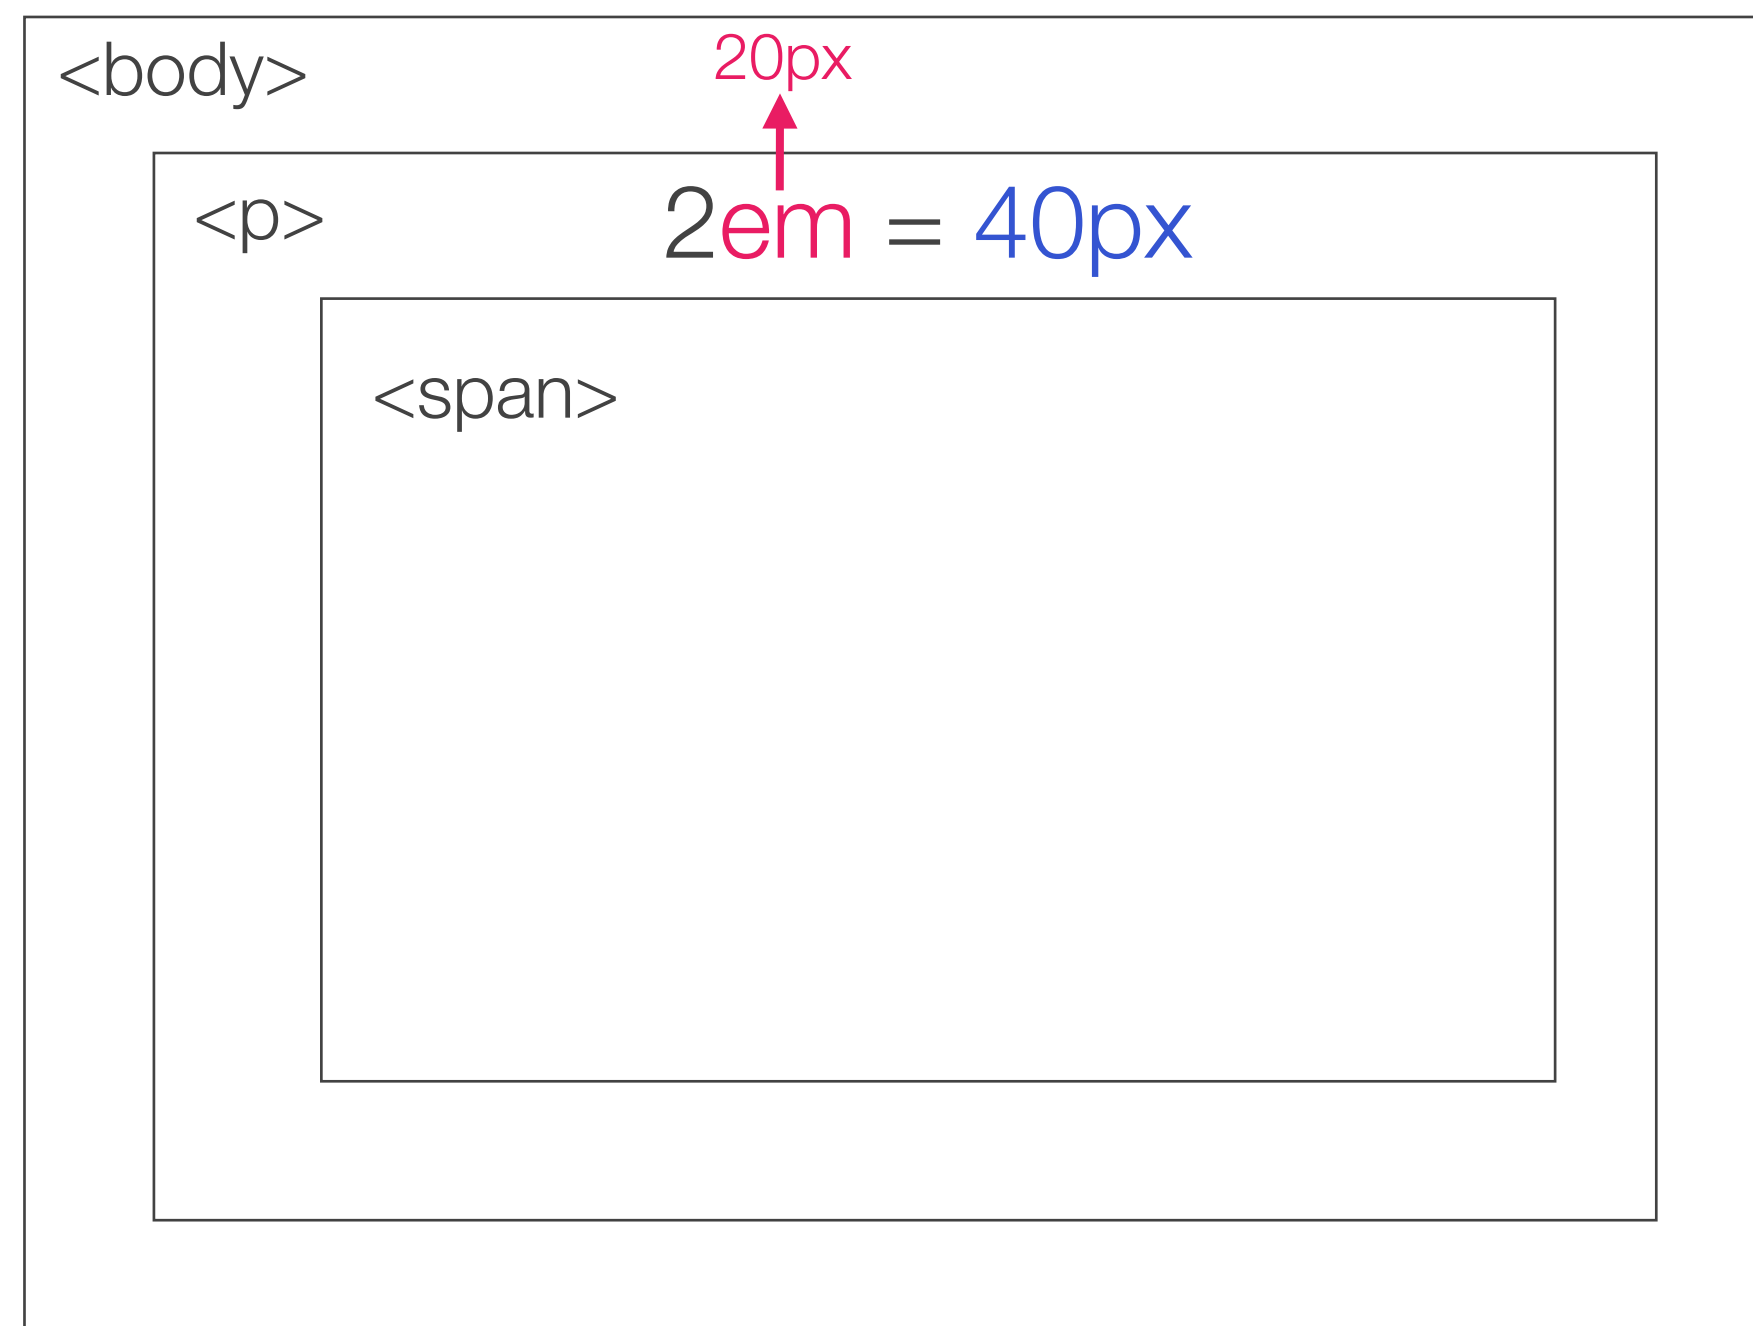 <body>
20px
<p>
2em = 40px
<span>